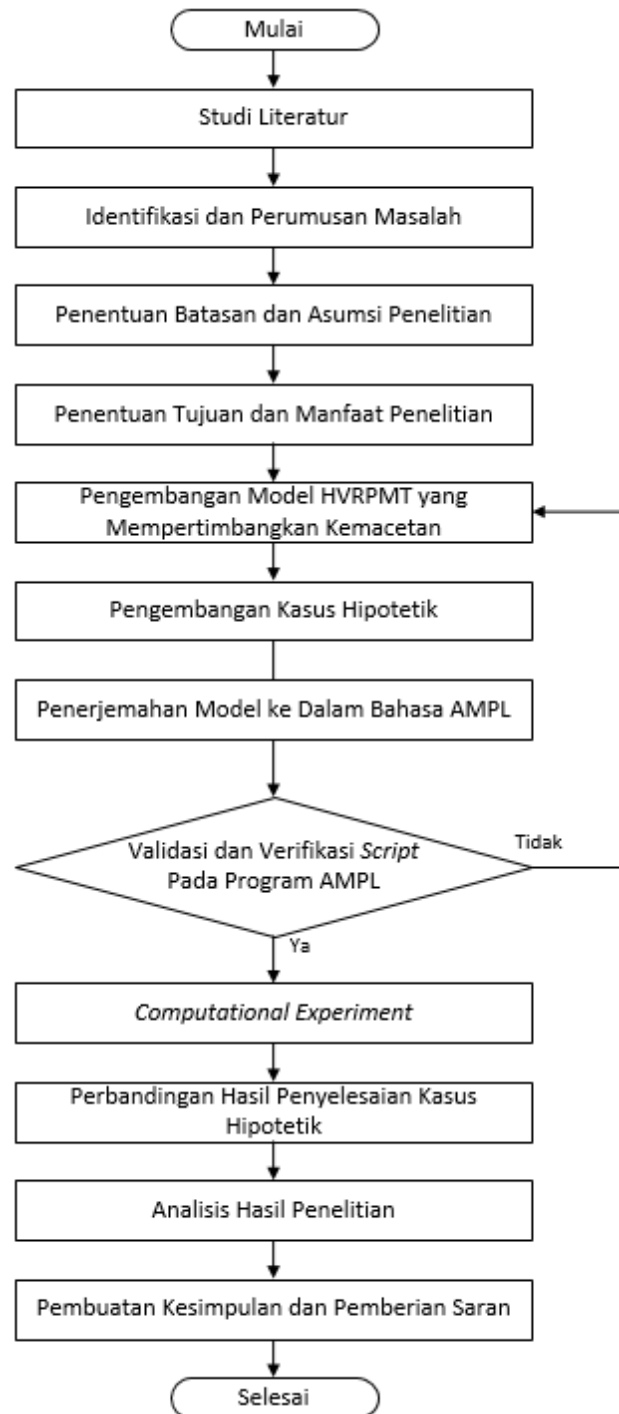 Mulai
Studi Literatur
Identifikasi dan Perumusan Masalah
Penentuan Batasan dan Asumsi Penelitian
Penentuan Tujuan dan Manfaat Penelitian
Pengembangan Model HVRPMT yang
Mempertimbangkan Kemacetan
Pengembangan Kasus Hipotetik
Penerjemahan Model ke Dalam Bahasa AMPL
Validasi dan Verifikasi Script
Pada Program AMPL
Tidak
Ya
Computational Experiment
Perbandingan Hasil Penyelesaian Kasus
Hipotetik
Analisis Hasil Penelitian
Pembuatan Kesimpulan dan Pemberian Saran
Selesai